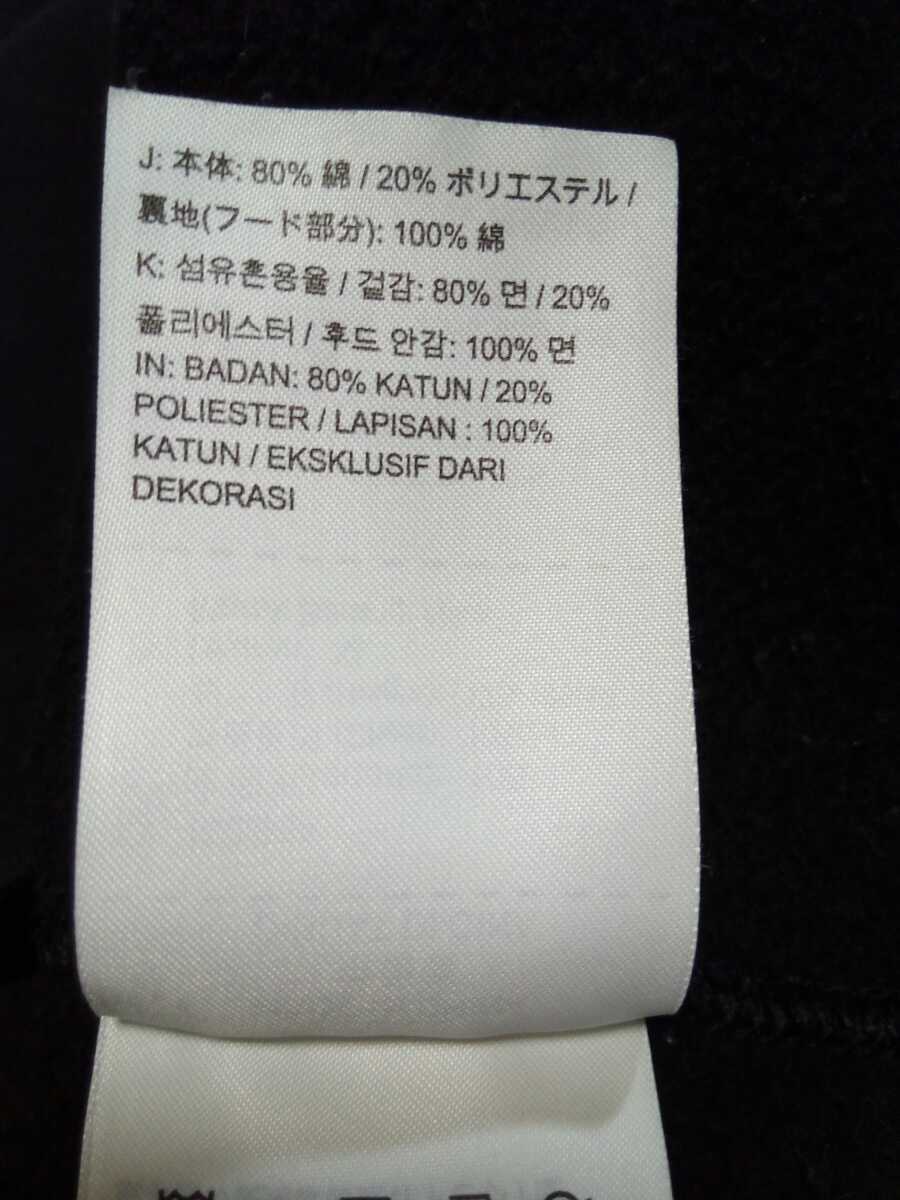 J: 本体: 80% 綿 / 20% ポリエステル /
裏地(フード部分): 100% 綿
K: 섬유혼용율 / 겉감: 80% 면 / 20%
폴리에스터 / 후드 안감: 100% 면
IN: BADAN: 80% KATUN / 20%
POLIESTER / LAPISAN : 100%
KATUN / EKSKLUSIF DARI
DEKORASI